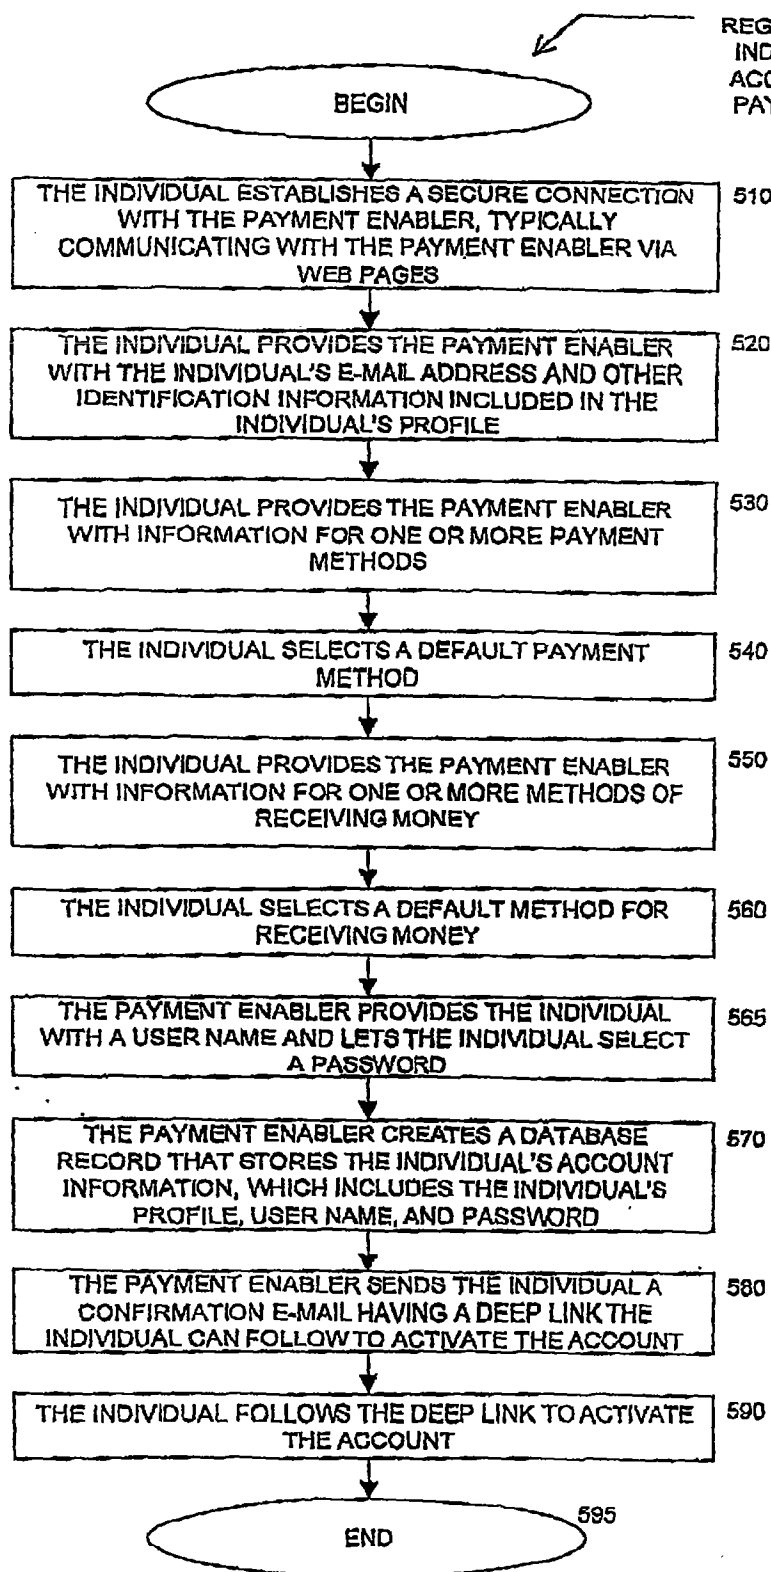 BEGIN
510
THE INDIVIDUAL ESTABLISHES A SECURE CONNECTION
WITH THE PAYMENT ENABLER, TYPICALLY
COMMUNICATING WITH THE PAYMENT ENABLER VIA
WEB PAGES
520
THE INDIVIDUAL PROVIDES THE PAYMENT ENABLER
WITH THE INDIVIDUAL'S E-MAIL ADDRESS AND OTHER
IDENTIFICATION INFORMATION INCLUDED IN THE
INDIVIDUAL'S PROFILE
530
THE INDIVIDUAL PROVIDES THE PAYMENT ENABLER
WITH INFORMATION FOR ONE OR MORE PAYMENT
METHODS
540
THE INDIVIDUAL SELECTS A DEFAULT PAYMENT
METHOD
550
THE INDIVIDUAL PROVIDES THE PAYMENT ENABLER
WITH INFORMATION FOR ONE OR MORE METHODS OF
RECEIVING MONEY
560
THE INDIVIDUAL SELECTS A DEFAULT METHOD FOR
RECEIVING MONEY
565
THE PAYMENT ENABLER PROVIDES THE INDIVIDUAL
WITH A USER NAME AND LETS THE INDIVIDUAL SELECT
A PASSWORD
570
THE PAYMENT ENABLER CREATES A DATABASE
RECORD THAT STORES THE INDIVIDUAL'S ACCOUNT
INFORMATION, WHICH INCLUDES THE INDIVIDUAL'S
PROFILE, USER NAME, AND PASSWORD
580
THE PAYMENT ENABLER SENDS THE INDIVIDUAL A
CONFIRMATION E-MAIL HAVING A DEEP LINK THE
INDIVIDUAL CAN FOLLOW TO ACTIVATE THE ACCOUNT
590
THE INDIVIDUAL FOLLOWS THE DEEP LINK TO ACTIVATE
THE ACCOUNT
595
END